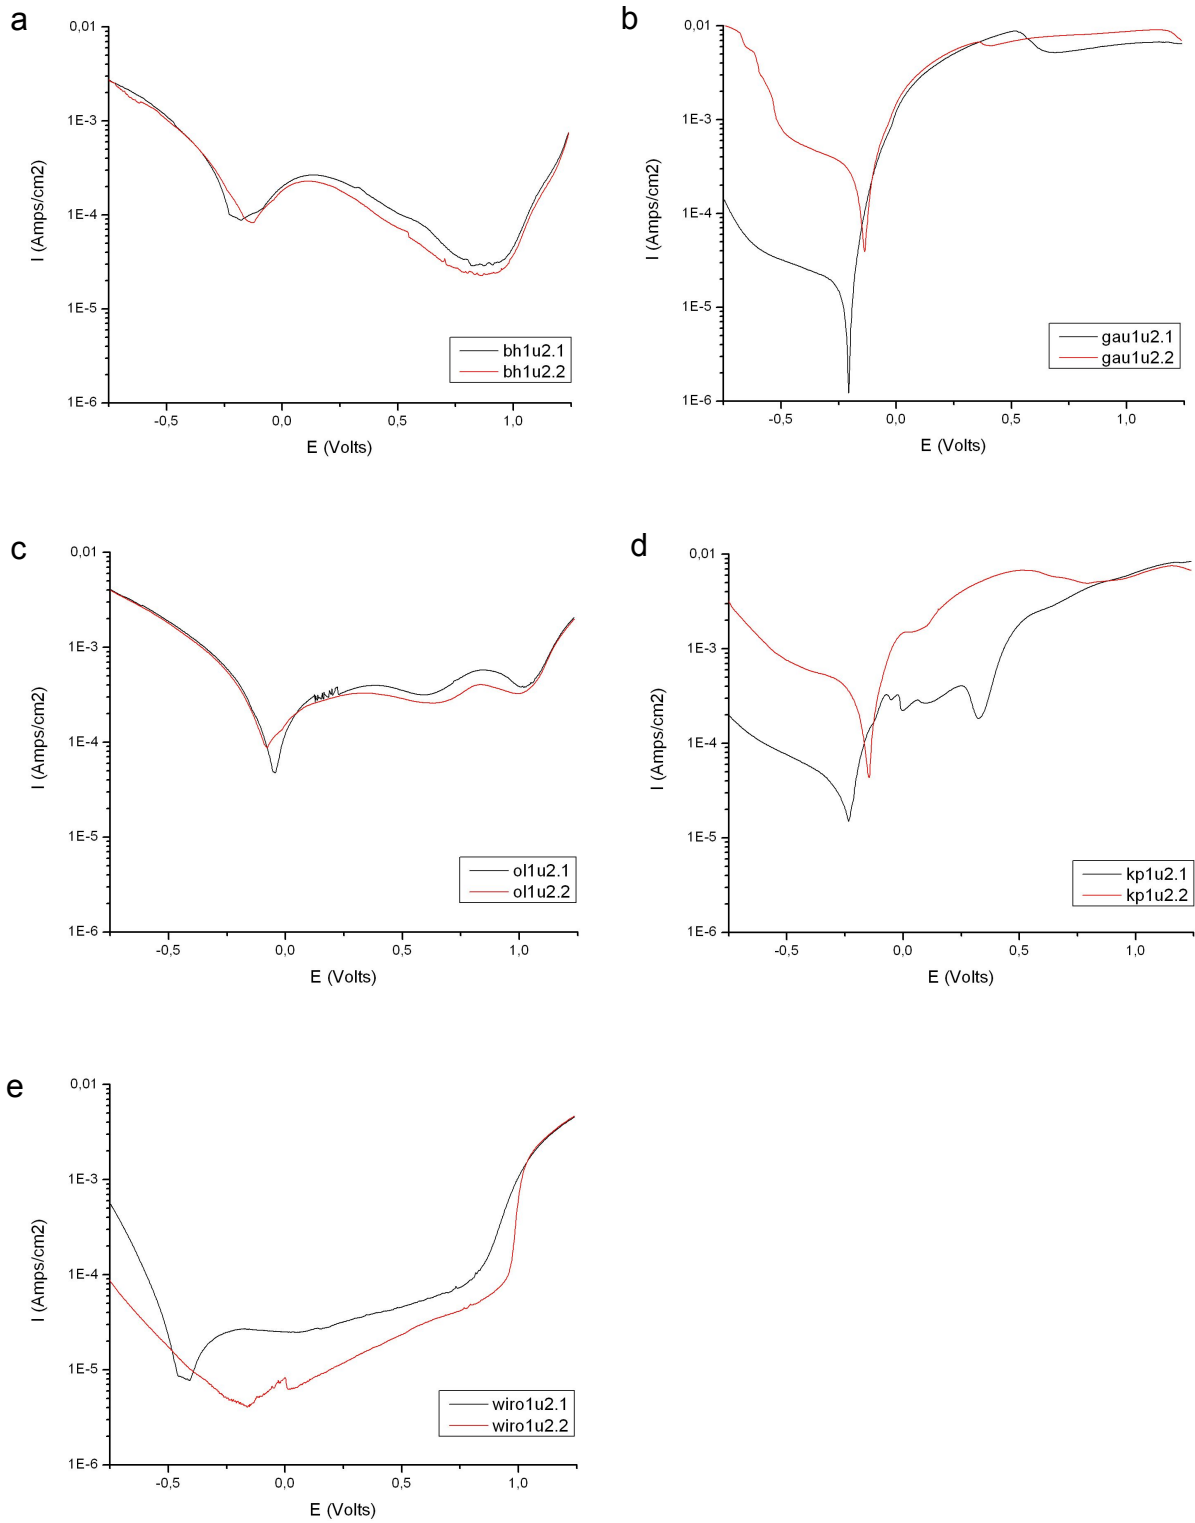 a
0,01
1E-3
1E-4
1E-5
1E-6
I (Amps/cm2)
-0,5
0,0
0,5
1,0
E (Volts)
bh1u2.1
bh1u2.2
b
0,01
1E-3
1E-4
1E-5
1E-6
I (Amps/cm2)
-0,5
0,0
0,5
1,0
E (Volts)
gau1u2.1
gau1u2.2
c
0,01
1E-3
1E-4
1E-5
1E-6
I (Amps/cm2)
-0,5
0,0
0,5
1,0
E (Volts)
ol1u2.1
ol1u2.2
d
0,01
1E-3
1E-4
1E-5
1E-6
I (Amps/cm2)
-0,5
0,0
0,5
1,0
E (Volts)
kp1u2.1
kp1u2.2
e
0,01
1E-3
1E-4
1E-5
1E-6
I (Amps/cm2)
-0,5
0,0
0,5
1,0
E (Volts)
wiro1u2.1
wiro1u2.2